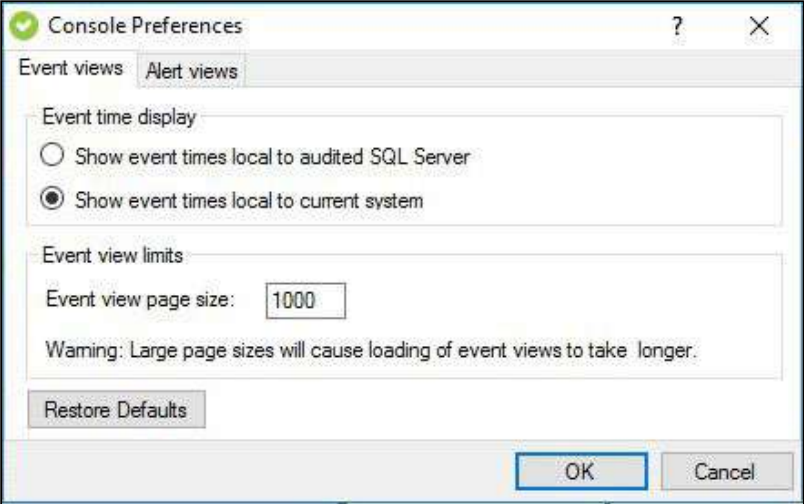 Console Preferences
?
Event views
Alert views
Event time display
Show event times local to audited SQL Server
Show event times local to current system
Event view limits
Event view page size: 1000
Warning: Large page sizes will cause loading of event views to take longer.
Restore Defaults
OK
Cancel